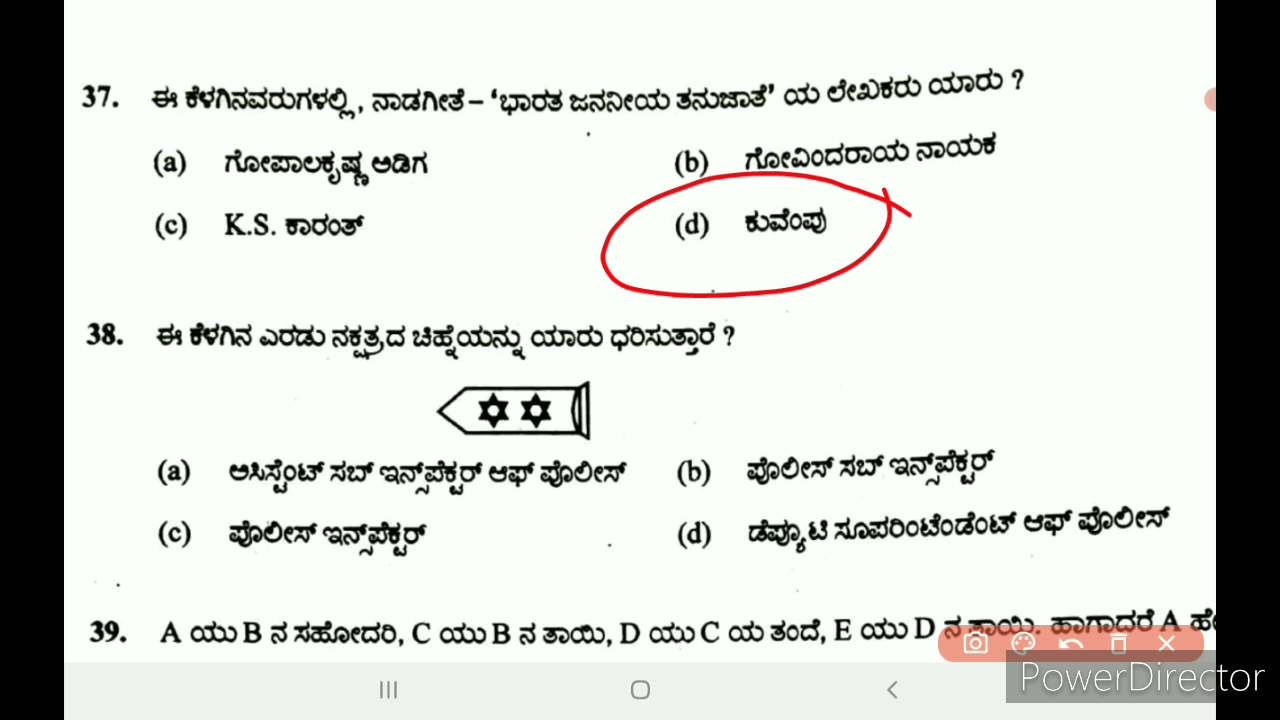 37. ಈ ಕೆಳಗಿನವರುಗಳಲ್ಲಿ, ನಾಡಗೀತೆ – 'ಭಾರತ ಜನನೀಯ ತನುಜಾತೆ' ಯ ಲೇಖಕರು ಯಾರು ?
(a) ಗೋಪಾಲಕೃಷ್ಣ ಅಡಿಗ (b) ಗೋವಿಂದರಾಯ ನಾಯಕ
(c) K.S. ಕಾರಂತ್ (d) ಕುವೆಂಪು
38. ಈ ಕೆಳಗಿನ ಎರಡು ನಕ್ಷತ್ರದ ಚಿಹ್ನೆಯನ್ನು ಯಾರು ಧರಿಸುತ್ತಾರೆ ?
(a) ಅಸಿಸ್ಟೆಂಟ್ ಸಬ್ ಇನ್ಸ್‌ಪೆಕ್ಟರ್ ಆಫ್ ಪೊಲೀಸ್ (b) ಪೊಲೀಸ್ ಸಬ್ ಇನ್ಸ್‌ಪೆಕ್ಟರ್
(c) ಪೊಲೀಸ್ ಇನ್ಸ್‌ಪೆಕ್ಟರ್ (d) ಡೆಪ್ಯೂಟಿ ಸೂಪರಿಂಟೆಂಡೆಂಟ್ ಆಫ್ ಪೊಲೀಸ್
39. A ಯು B ನ ಸಹೋದರಿ, C ಯು B ನ ತಾಯಿ, D ಯು C ಯ ತಂದೆ, E ಯು D ನ ತಾಯಿ. ಹಾಗಾದರೆ A
PowerDirector